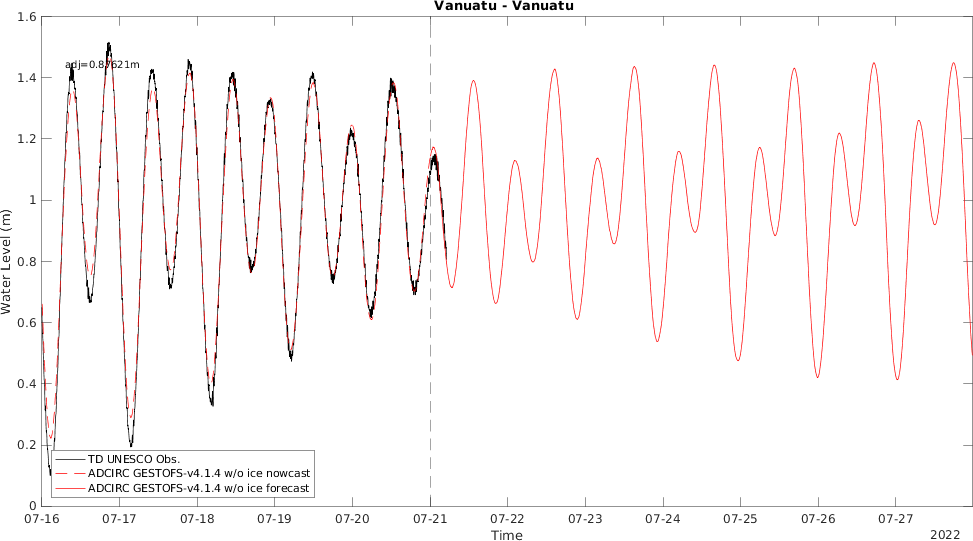 Vanuatu - Vanuatu
1.6
1.4
1.2
1
0.8
0.6
0.4
0.2
0
Water Level (m)
adj=0.87621m
TD UNESCO Obs.
ADCIRC GESTOFS-v4.1.4 w/o ice nowcast
ADCIRC GESTOFS-v4.1.4 w/o ice forecast
07-16 07-17 07-18 07-19 07-20 07-21 07-22 07-23 07-24 07-25 07-26 07-27
Time
2022